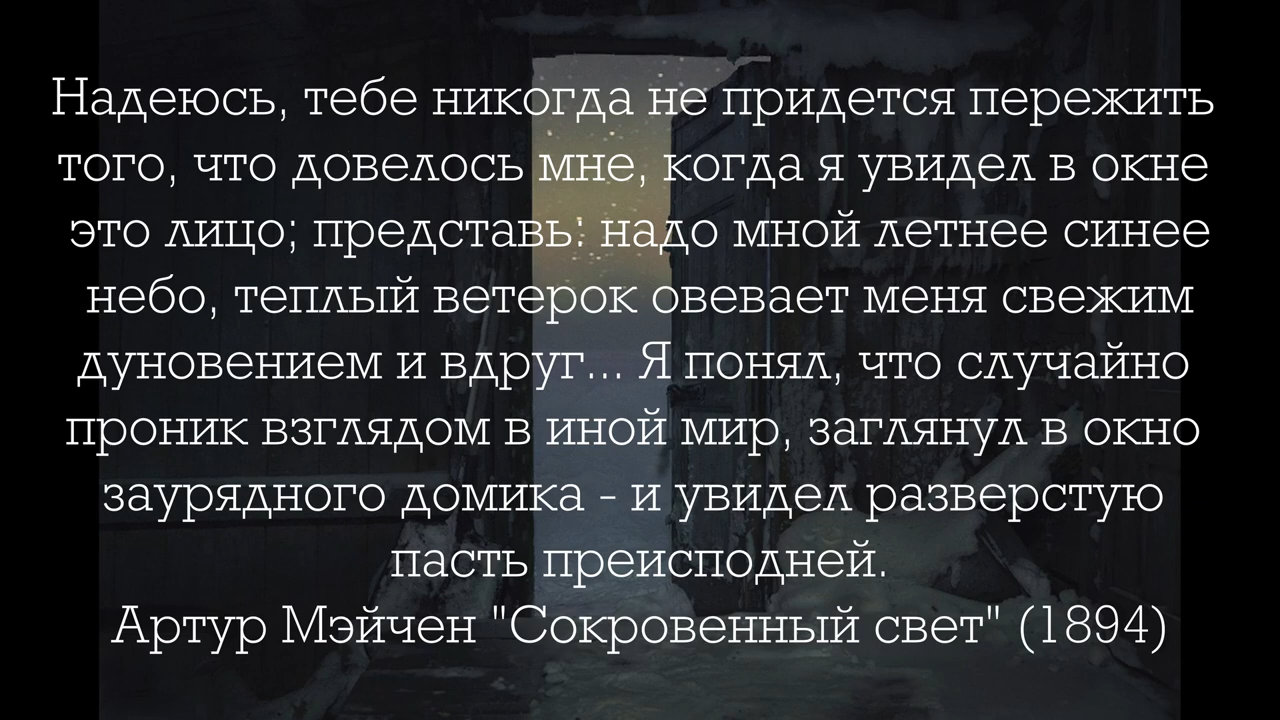 Надеюсь, тебе никогда не придется пережить
того, что довелось мне, когда я увидел в окне
это лицо; представь: надо мной летнее синее
небо, теплый ветерок овевает меня свежим
дуновением и вдруг... Я понял, что случайно
проник взглядом в иной мир, заглянул в окно
заурядного домика - и увидел разверстую
пасть преисподней.
Артур Мэйчен "Сокровенный свет" (1894)